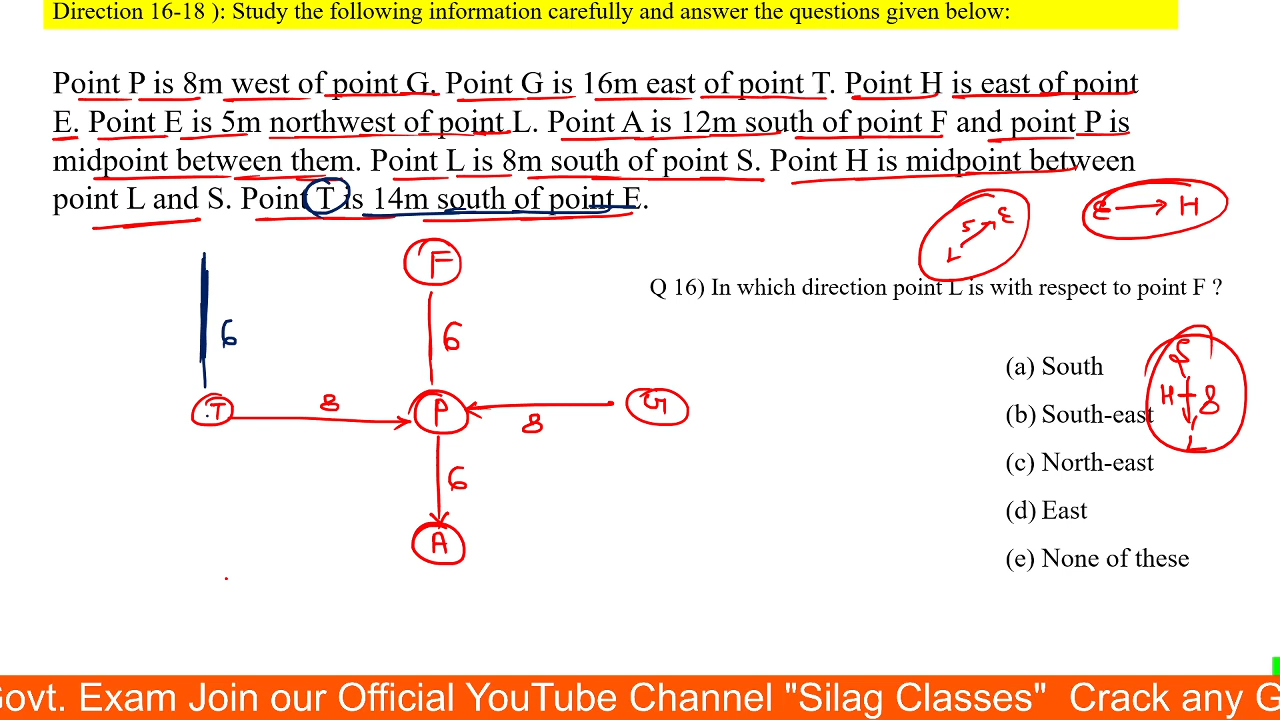 Direction 16-18 ): Study the following information carefully and answer the questions given below:
Point P is 8m west of point G. Point G is 16m east of point T. Point H is east of point
E. Point E is 5m northwest of point L. Point A is 12m south of point F and point P is
midpoint between them. Point L is 8m south of point S. Point H is midpoint between
point L and S. Point T is 14m south of point E.
E → H
5 E
L
F
Q 16) In which direction point L is with respect to point F ?
6
6
(a) South
S
H 8
L
(b) South-east
T
8
P
8
G
(c) North-east
6
(d) East
A
(e) None of these
Govt. Exam Join our Official YouTube Channel "Silag Classes" Crack any G